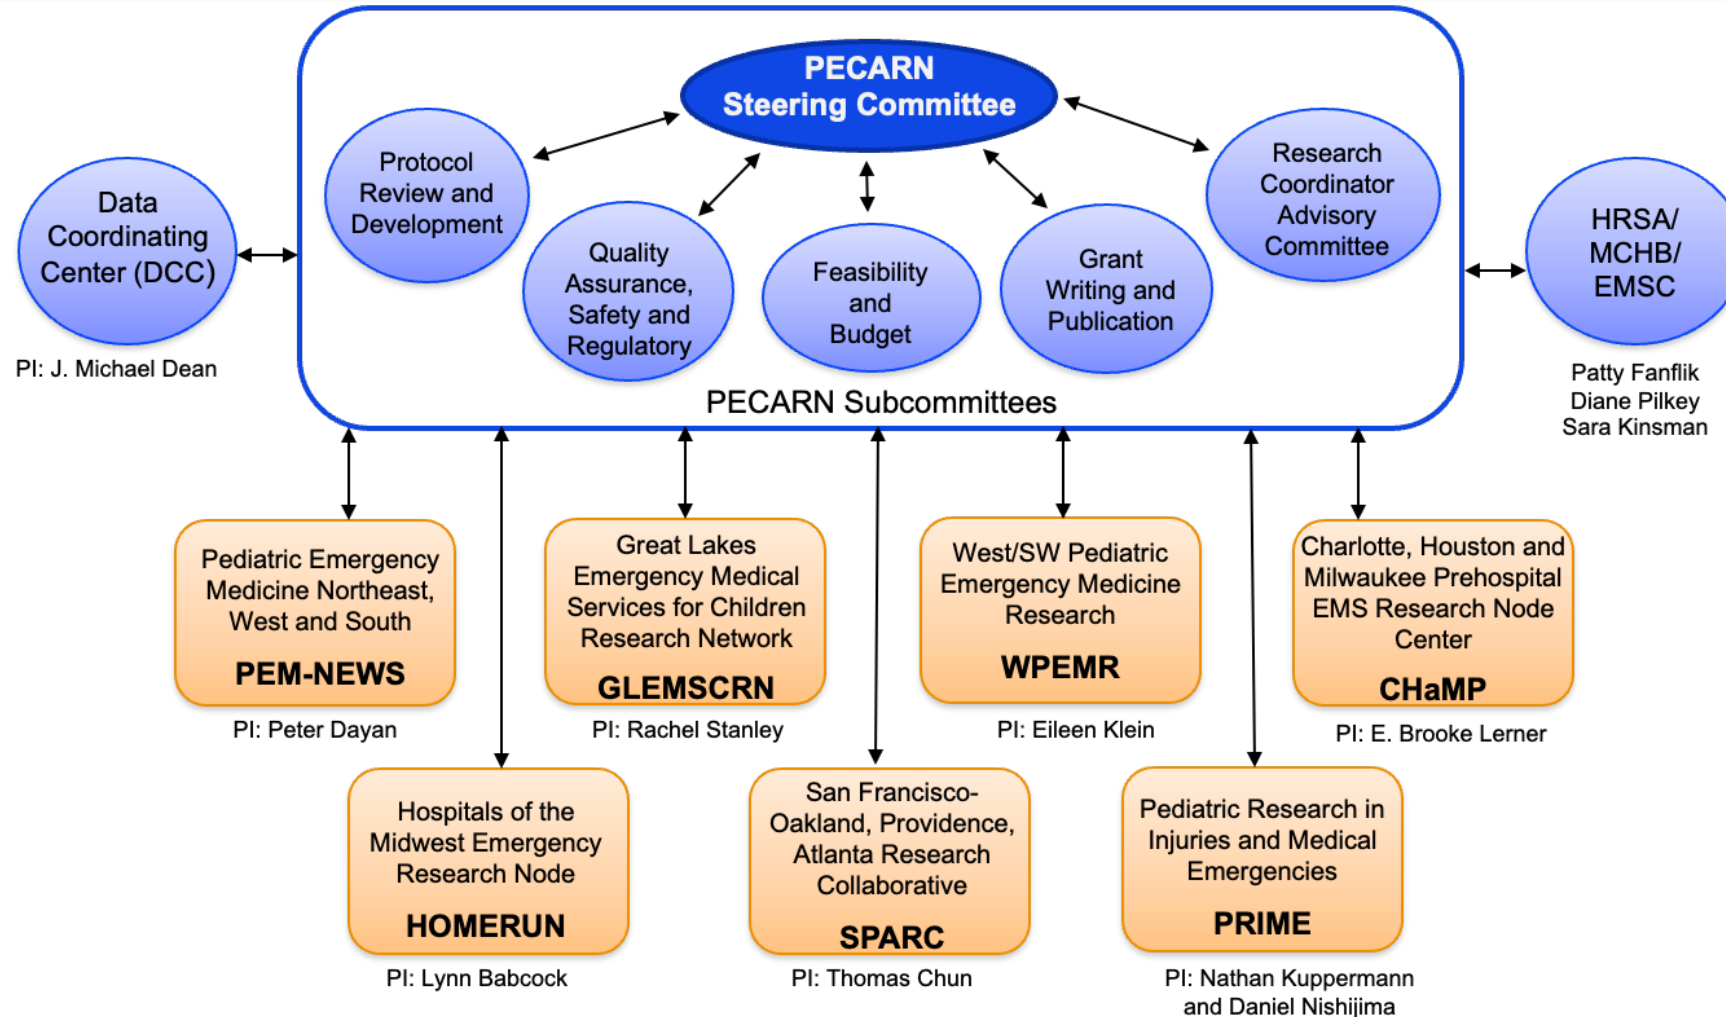 PECARN
Steering Committee
Protocol
Review and
Development
Quality
Assurance,
Safety and
Regulatory
Feasibility
and
Budget
Grant
Writing and
Publication
Research
Coordinator
Advisory
Committee
PECARN Subcommittees
Data
Coordinating
Center (DCC)
PI: J. Michael Dean
HRSA/
MCHB/
EMSC
Patty Fanflik
Diane Pilkey
Sara Kinsman
Pediatric Emergency
Medicine Northeast,
West and South
PEM-NEWS
PI: Peter Dayan
Great Lakes
Emergency Medical
Services for Children
Research Network
GLEMSCRN
PI: Rachel Stanley
West/SW Pediatric
Emergency Medicine
Research
WPEMR
PI: Eileen Klein
Charlotte, Houston and
Milwaukee Prehospital
EMS Research Node
Center
CHaMP
PI: E. Brooke Lerner
Hospitals of the
Midwest Emergency
Research Node
HOMERUN
PI: Lynn Babcock
San Francisco-
Oakland, Providence,
Atlanta Research
Collaborative
SPARC
PI: Thomas Chun
Pediatric Research in
Injuries and Medical
Emergencies
PRIME
PI: Nathan Kuppermann
and Daniel Nishijima